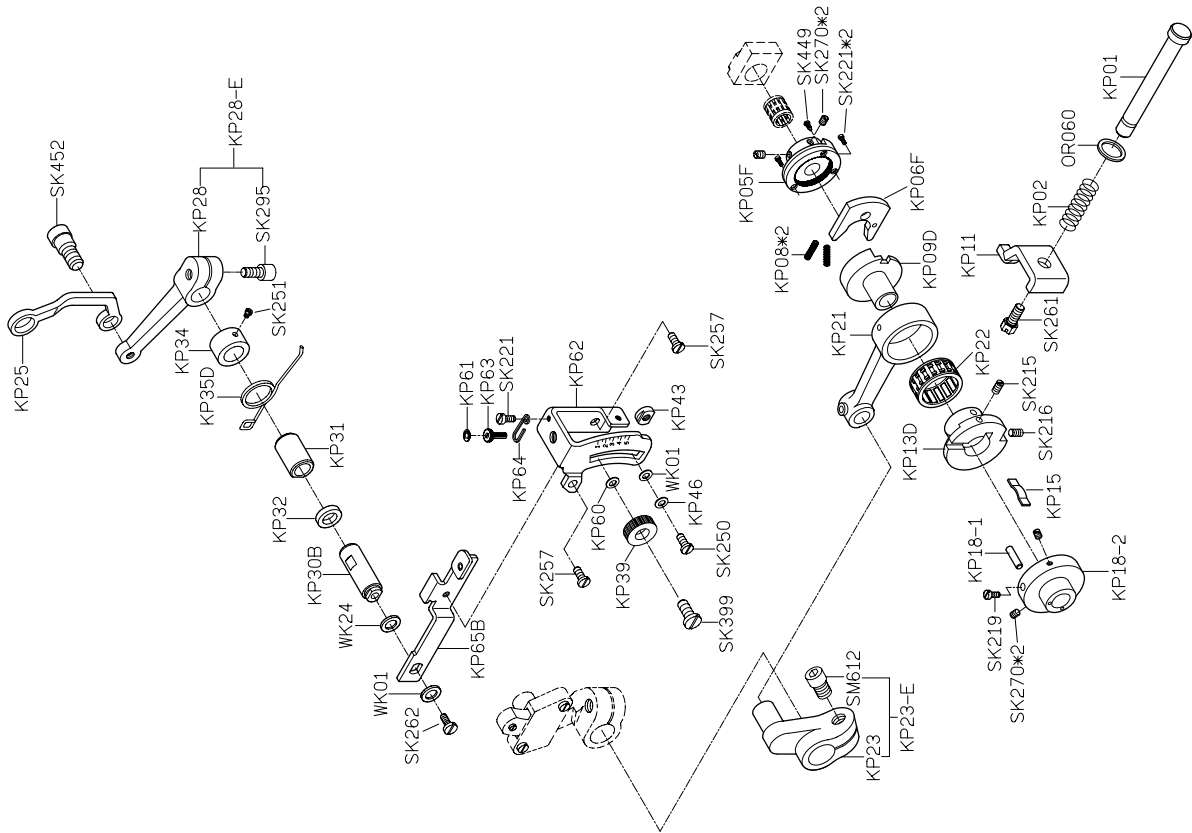 SK452
KP28-E
KP28
SK295
KP25
SK251
KP34
KP35D
KP31
KP32
KP30B
WK24
KP65B
WK01
SK262
KP61
KP63
SK221
KP62
KP64
SK257
KP43
WK01
KP46
SK250
KP60
KP39
SK257
SK399
SK449
SK270*2
SK221*2
KP05F
KP06F
KP08*2
KP09D
KP21
KP22
SK215
SK216
KP13D
KP15
KP18-1
KP18-2
SK219
SK270*2
KP01
OR060
KP02
KP11
SK261
SM612
KP23-E
KP23